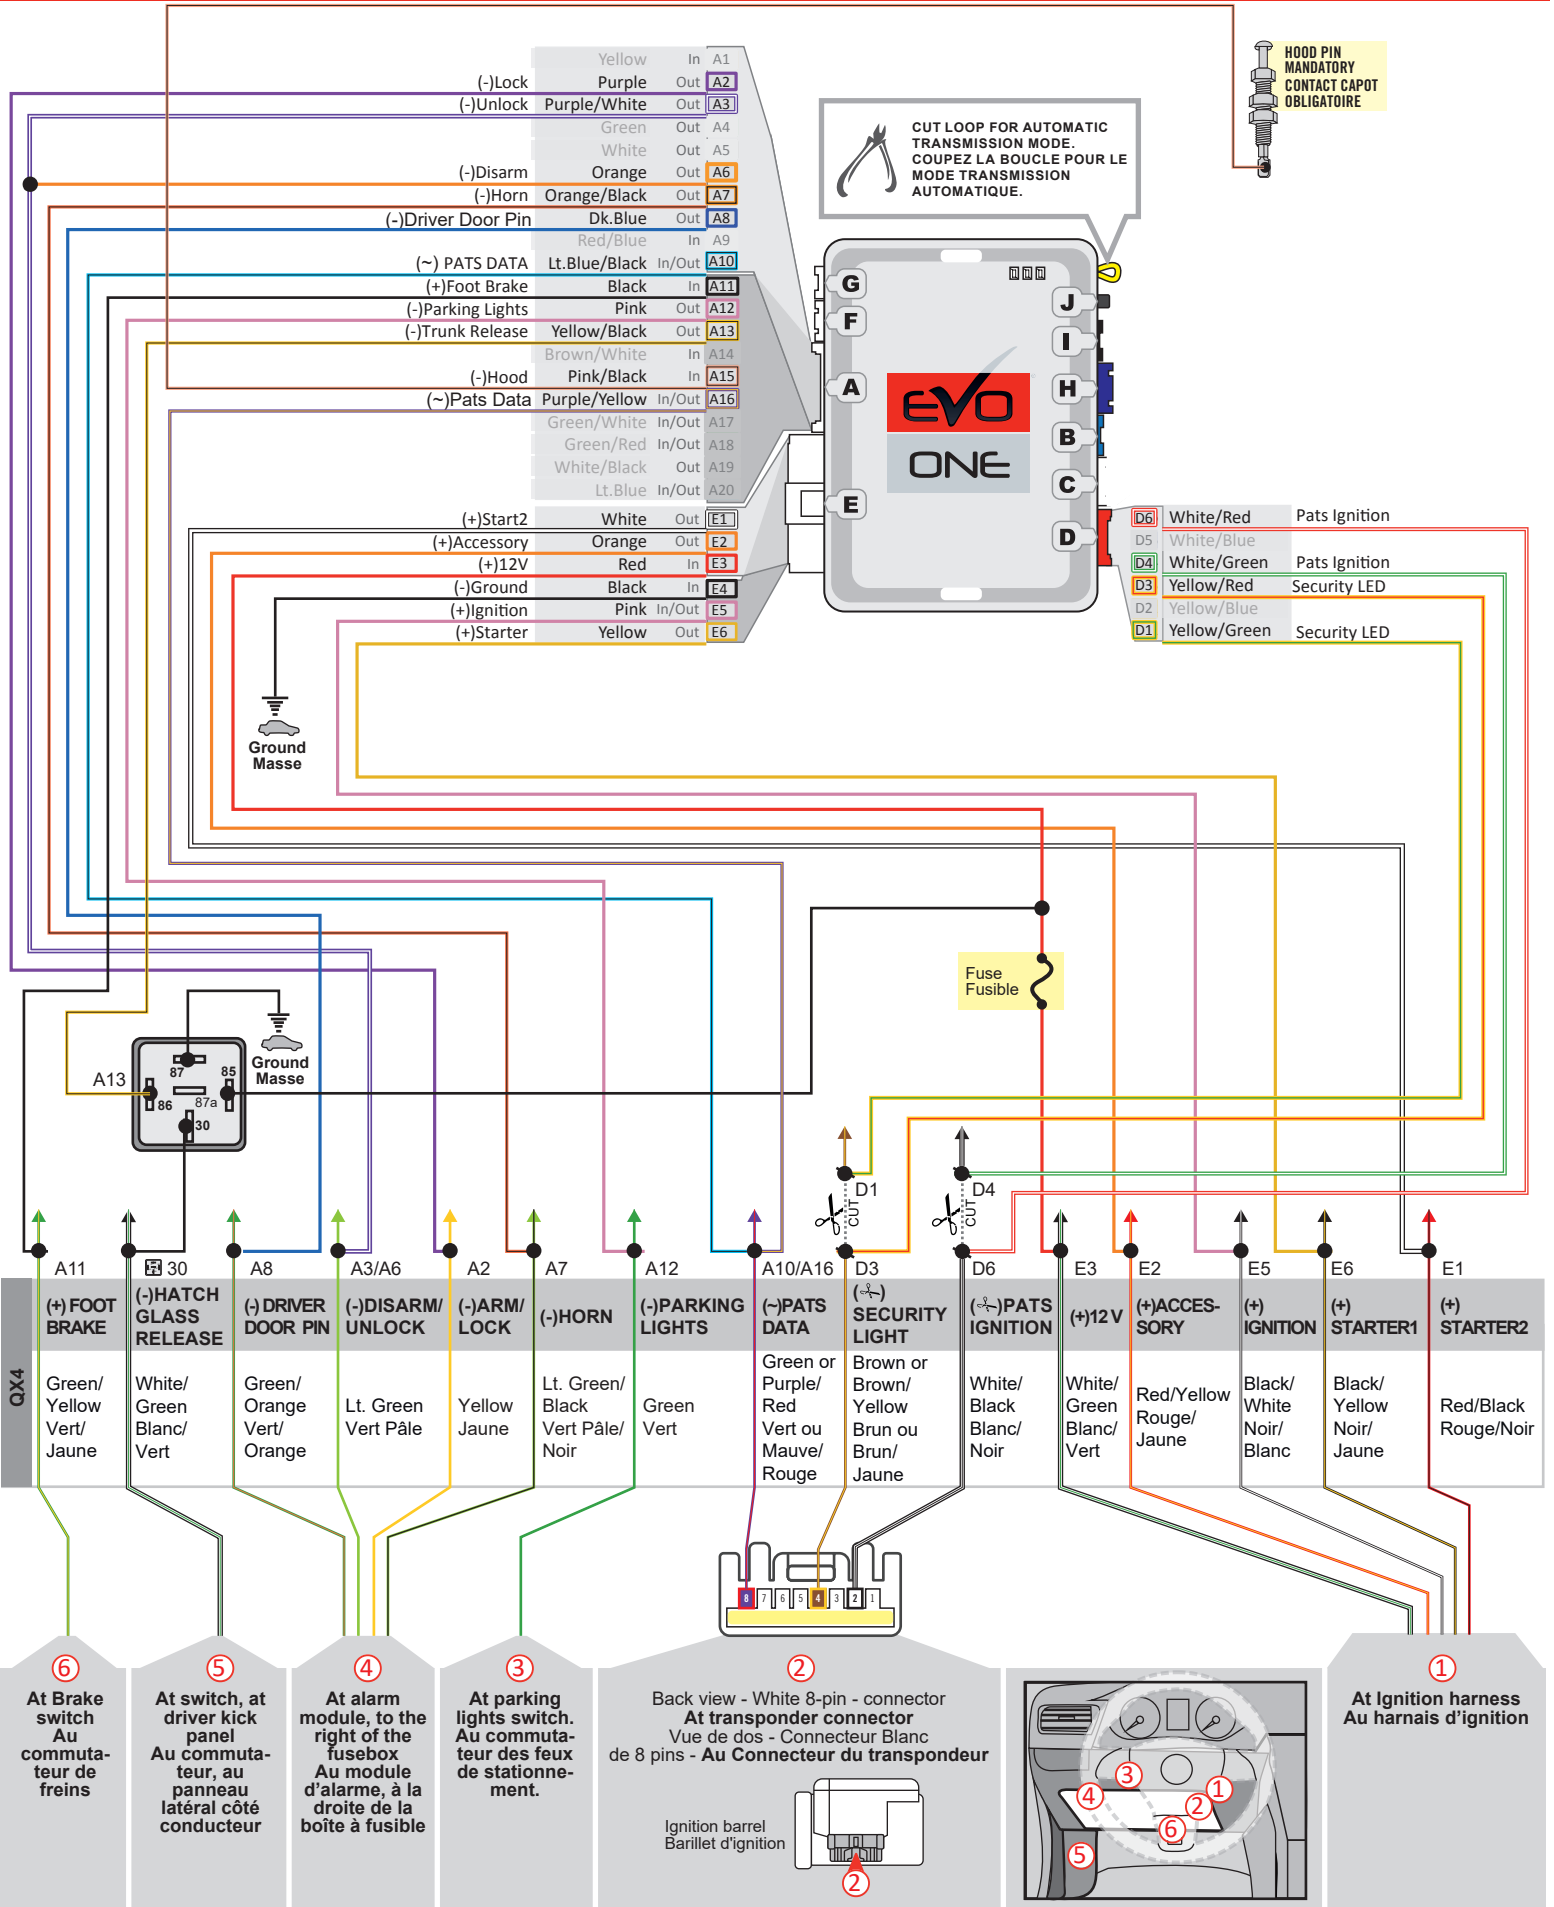 HOOD PIN
MANDATORY
CONTACT CAPOT
OBLIGATOIRE
Yellow In A1
(-)Lock Purple Out A2
(-)Unlock Purple/White Out A3
Green Out A4
White Out A5
(-)Disarm Orange Out A6
(-)Horn Orange/Black Out A7
(-)Driver Door Pin Dk.Blue Out A8
Red/Blue In A9
(~) PATS DATA Lt.Blue/Black In/Out A10
(+)Foot Brake Black In A11
(-)Parking Lights Pink Out A12
(-)Trunk Release Yellow/Black Out A13
Brown/White In A14
(-)Hood Pink/Black In A15
(~)Pats Data Purple/Yellow In/Out A16
Green/White In/Out A17
Green/Red In/Out A18
White/Black Out A19
Lt.Blue In/Out A20
(+)Start2 White Out E1
(+)Accessory Orange Out E2
(+)12V Red In E3
(-)Ground Black In E4
(+)Ignition Pink In/Out E5
(+)Starter Yellow Out E6
CUT LOOP FOR AUTOMATIC
TRANSMISSION MODE.
COUPEZ LA BOUCLE POUR LE
MODE TRANSMISSION
AUTOMATIQUE.
G
F
A
E
J
I
H
B
C
D
EVO
ONE
D6 White/Red Pats Ignition
D5 White/Blue
D4 White/Green Pats Ignition
D3 Yellow/Red Security LED
D2 Yellow/Blue
D1 Yellow/Green Security LED
Ground
Masse
Fuse
Fusible
Ground
Masse
A13
87
85
86
87a
30
D1
CUT
D4
CUT
A11
30
A8
A3/A6
A2
A7
A12
A10/A16
D3
D6
E3
E2
E5
E6
E1
QX4
(+) FOOT
BRAKE
(-)HATCH
GLASS
RELEASE
(-) DRIVER
DOOR PIN
(-)DISARM/
UNLOCK
(-)ARM/
LOCK
(-)HORN
(-)PARKING
LIGHTS
(~)PATS
DATA
( )
SECURITY
LIGHT
( )PATS
IGNITION
(+)12 V
(+)ACCES-
SORY
(+)
IGNITION
(+)
STARTER1
(+)
STARTER2
Green/
Yellow
Vert/
Jaune
White/
Green
Blanc/
Vert
Green/
Orange
Vert/
Orange
Lt. Green
Vert Pâle
Yellow
Jaune
Lt. Green/
Black
Vert Pâle/
Noir
Green
Vert
Green or
Purple/
Red
Vert ou
Mauve/
Rouge
Brown or
Brown/
Yellow
Brun ou
Brun/
Jaune
White/
Black
Blanc/
Noir
White/
Green
Blanc/
Vert
Red/Yellow
Rouge/
Jaune
Black/
White
Noir/
Blanc
Black/
Yellow
Noir/
Jaune
Red/Black
Rouge/Noir
8 7 6 5 4 3 2 1
6
At Brake
switch
Au
commuta-
teur de
freins
5
At switch, at
driver kick
panel
Au commuta-
teur, au
panneau
latéral côté
conducteur
4
At alarm
module, to the
right of the
fusebox
Au module
d'alarme, à la
droite de la
boîte à fusible
3
At parking
lights switch.
Au commuta-
teur des feux
de stationne-
ment.
2
Back view - White 8-pin - connector
At transponder connector
Vue de dos - Connecteur Blanc
de 8 pins - Au Connecteur du transpondeur
Ignition barrel
Barillet d'ignition
2
3
4
1
2
6
5
1
At Ignition harness
Au harnais d'ignition